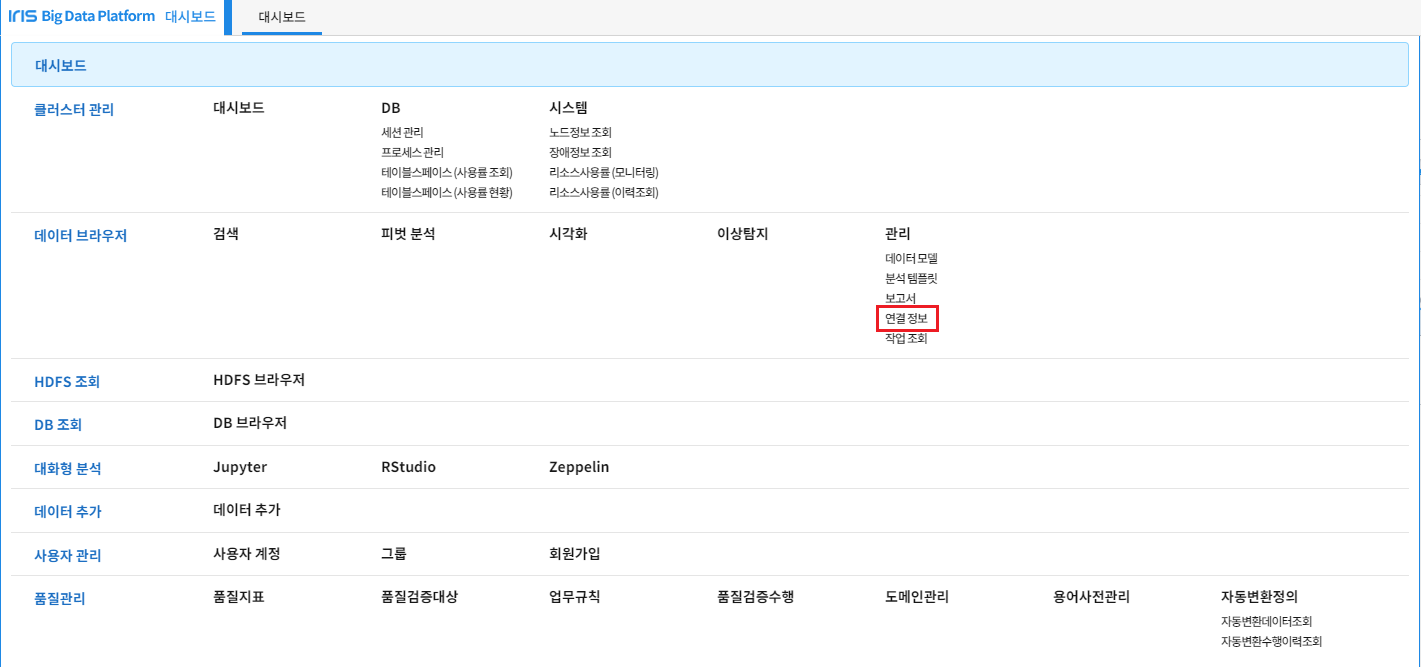 IRIS Big Data Platform 대시보드 대시보드
대시보드
클러스터 관리 대시보드 DB 시스템
세션 관리 노드정보 조회
프로세스 관리 장애정보 조회
테이블스페이스 (사용률 조회) 리소스사용률 (모니터링)
테이블스페이스 (사용률 현황) 리소스사용률 (이력조회)
데이터 브라우저 검색 피벗 분석 시각화 이상탐지 관리
데이터 모델
분석 템플릿
보고서
연결 정보
작업 조회
HDFS 조회 HDFS 브라우저
DB 조회 DB 브라우저
대화형 분석 Jupyter RStudio Zeppelin
데이터 추가 데이터 추가
사용자 관리 사용자 계정 그룹 회원가입
품질관리 품질지표 품질검증대상 업무규칙 품질검증수행 도메인관리 용어사전관리 자동변환정의
자동변환데이터조회
자동변환수행이력조회